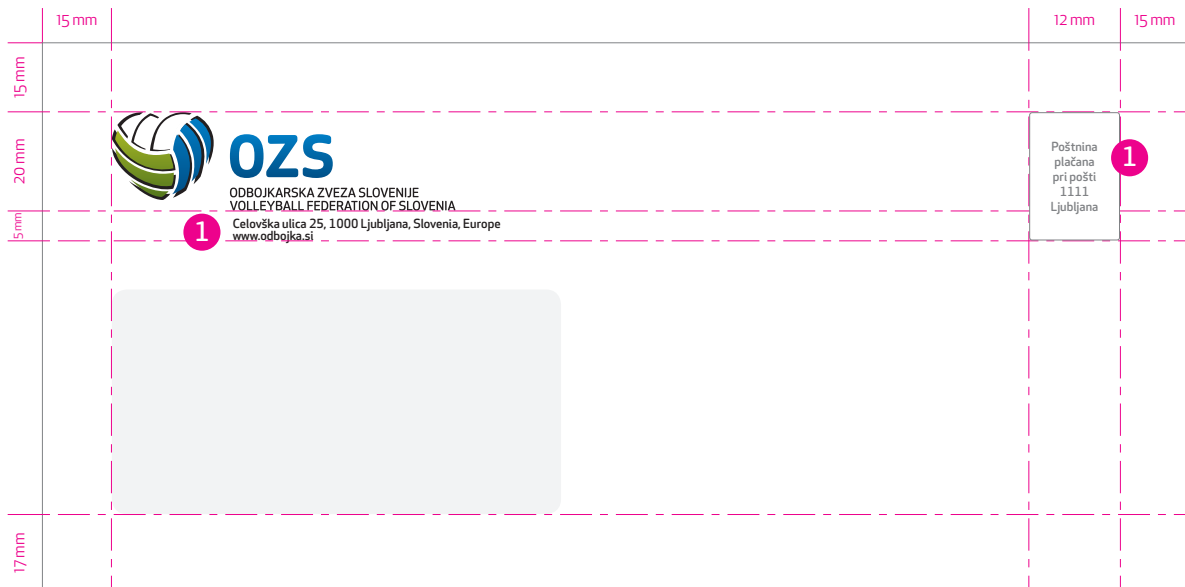 15 mm
12 mm
15 mm
15 mm
20 mm
5 mm
17 mm
OZS
ODBOJKARSKA ZVEZA SLOVENIJE
VOLLEYBALL FEDERATION OF SLOVENIA
1
Celovška ulica 25, 1000 Ljubljana, Slovenia, Europe
www.odbojka.si
Poštnina
plačana
pri pošti
1111
Ljubljana
1